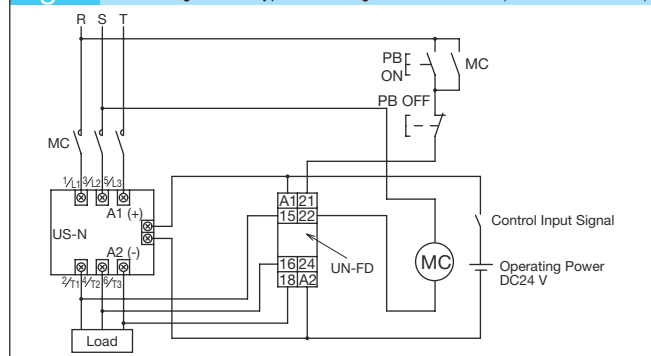 R S T
PB
ON
MC
PB OFF
MC
1/L1 3/L2 5/L3
A1 (+)
US-N
A2 (-)
2/T1 4/T2 6/T3
Load
A1 21
15 22
16 24
18 A2
UN-FD
MC
Control Input Signal
Operating Power
DC24 V